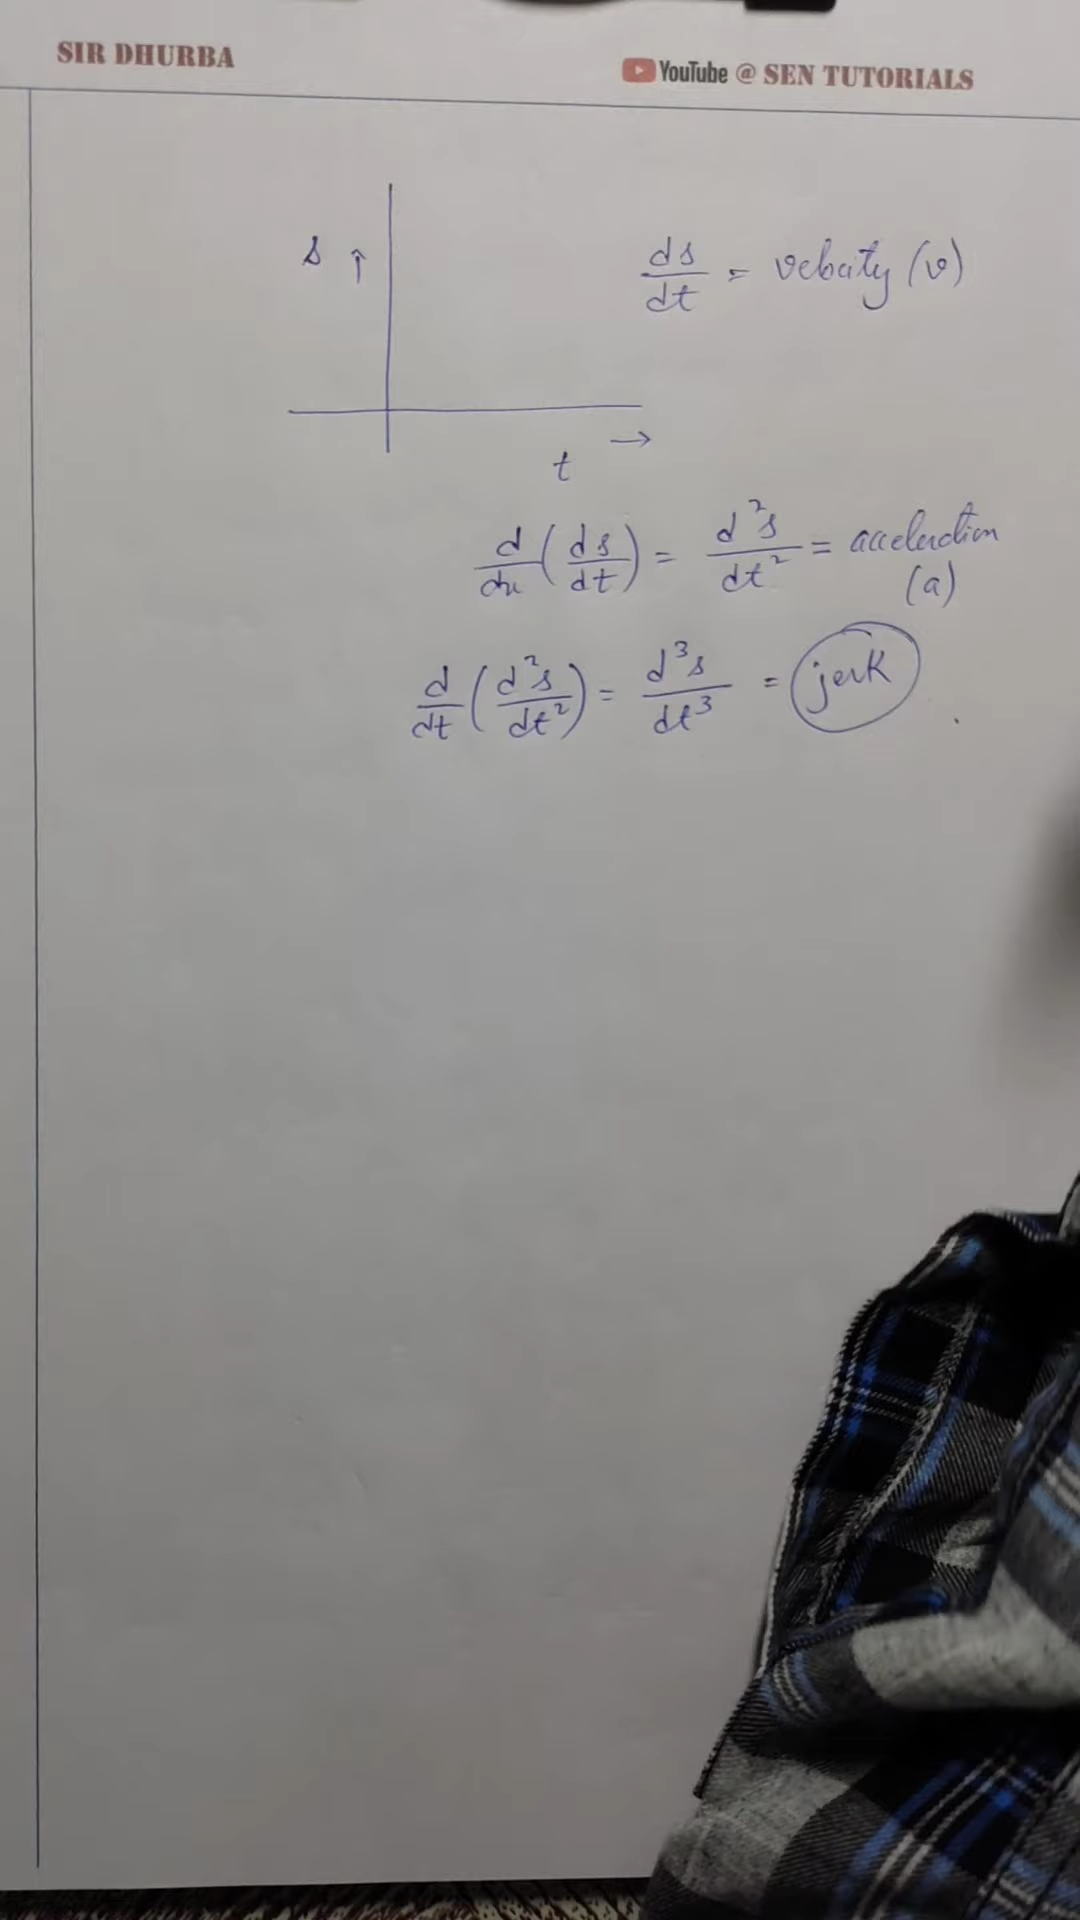 SIR DHURBA
YouTube @ SEN TUTORIALS
s ↑
ds/dt = velocity (v)
→
t
d/dx (ds/dt) = d²s/dt² = acceleration
(a)
d/dt (d²s/dt²) = d³s/dt³ = jerk